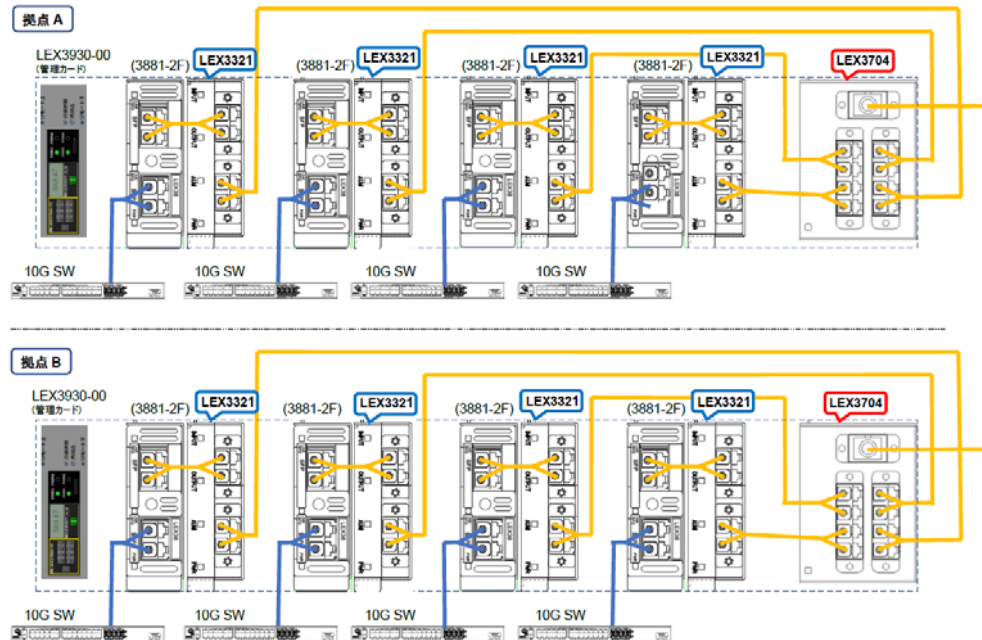 拠点 A
LEX3930-00
(管理カード)
(3881-2F)
LEX3321
(3881-2F)
LEX3321
(3881-2F)
LEX3321
(3881-2F)
LEX3321
LEX3704
10G SW
10G SW
10G SW
10G SW
拠点 B
LEX3930-00
(管理カード)
(3881-2F)
LEX3321
(3881-2F)
LEX3321
(3881-2F)
LEX3321
(3881-2F)
LEX3321
LEX3704
10G SW
10G SW
10G SW
10G SW